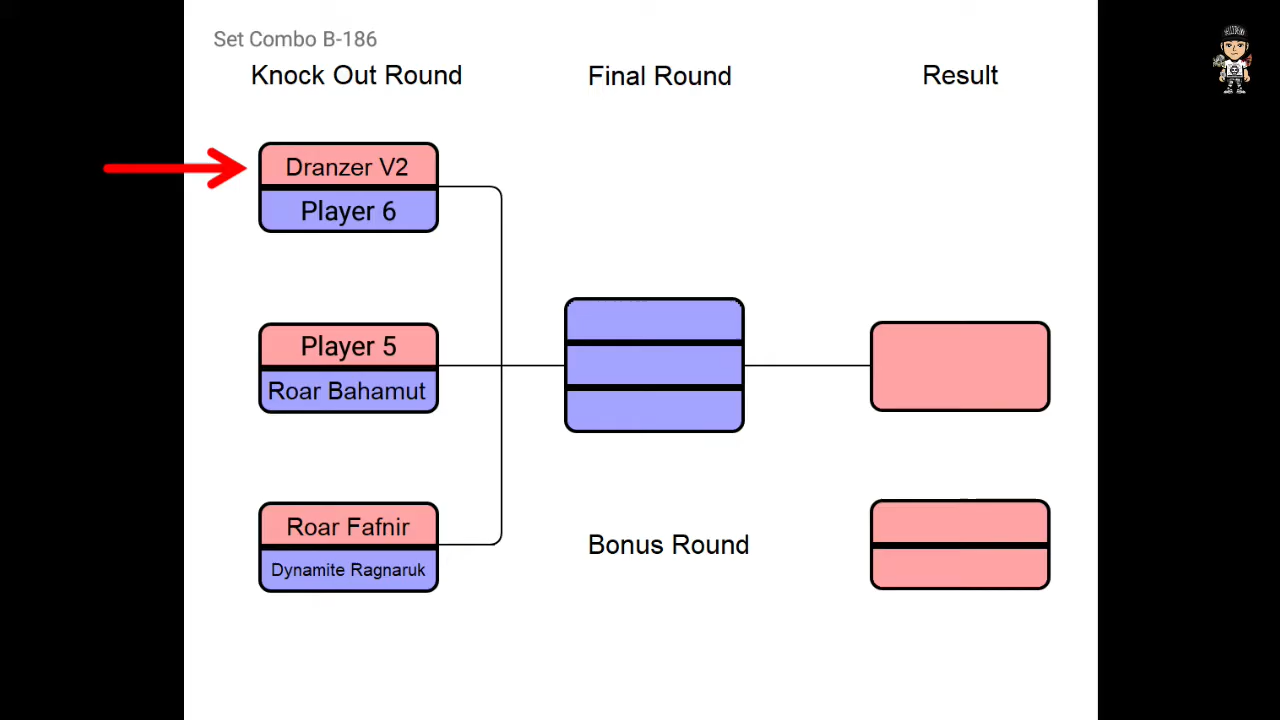 Set Combo B-186
Knock Out Round
Final Round
Result
Dranzer V2
Player 6
Player 5
Roar Bahamut
Roar Fafnir
Dynamite Ragnaruk
Bonus Round